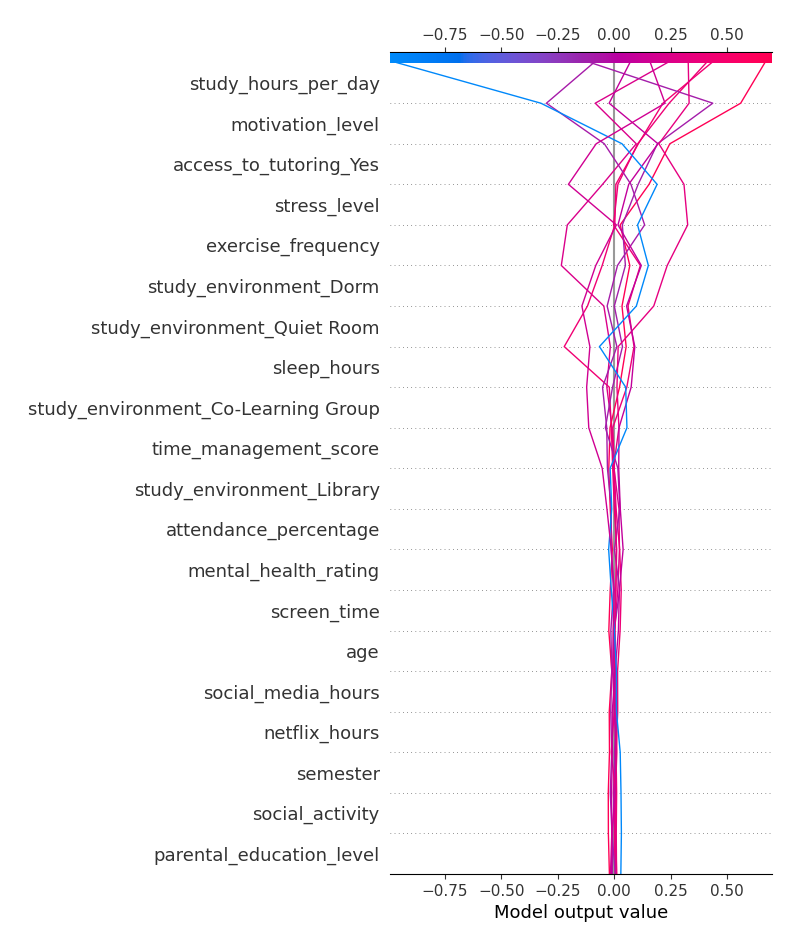 −0.75 −0.50 −0.25 0.00 0.25 0.50
study_hours_per_day
motivation_level
access_to_tutoring_Yes
stress_level
exercise_frequency
study_environment_Dorm
study_environment_Quiet Room
sleep_hours
study_environment_Co-Learning Group
time_management_score
study_environment_Library
attendance_percentage
mental_health_rating
screen_time
age
social_media_hours
netflix_hours
semester
social_activity
parental_education_level
−0.75 −0.50 −0.25 0.00 0.25 0.50
Model output value